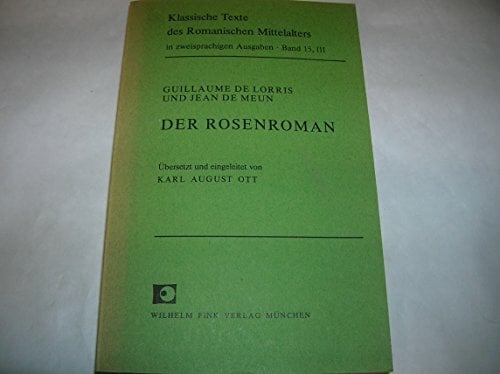 Klassische Texte
des Romanischen Mittelalters
in zweisprachigen Ausgaben · Band 15, III
GUILLAUME DE LORRIS
UND JEAN DE MEUN
DER ROSENROMAN
Übersetzt und eingeleitet von
KARL AUGUST OTT
WILHELM FINK VERLAG MÜNCHEN